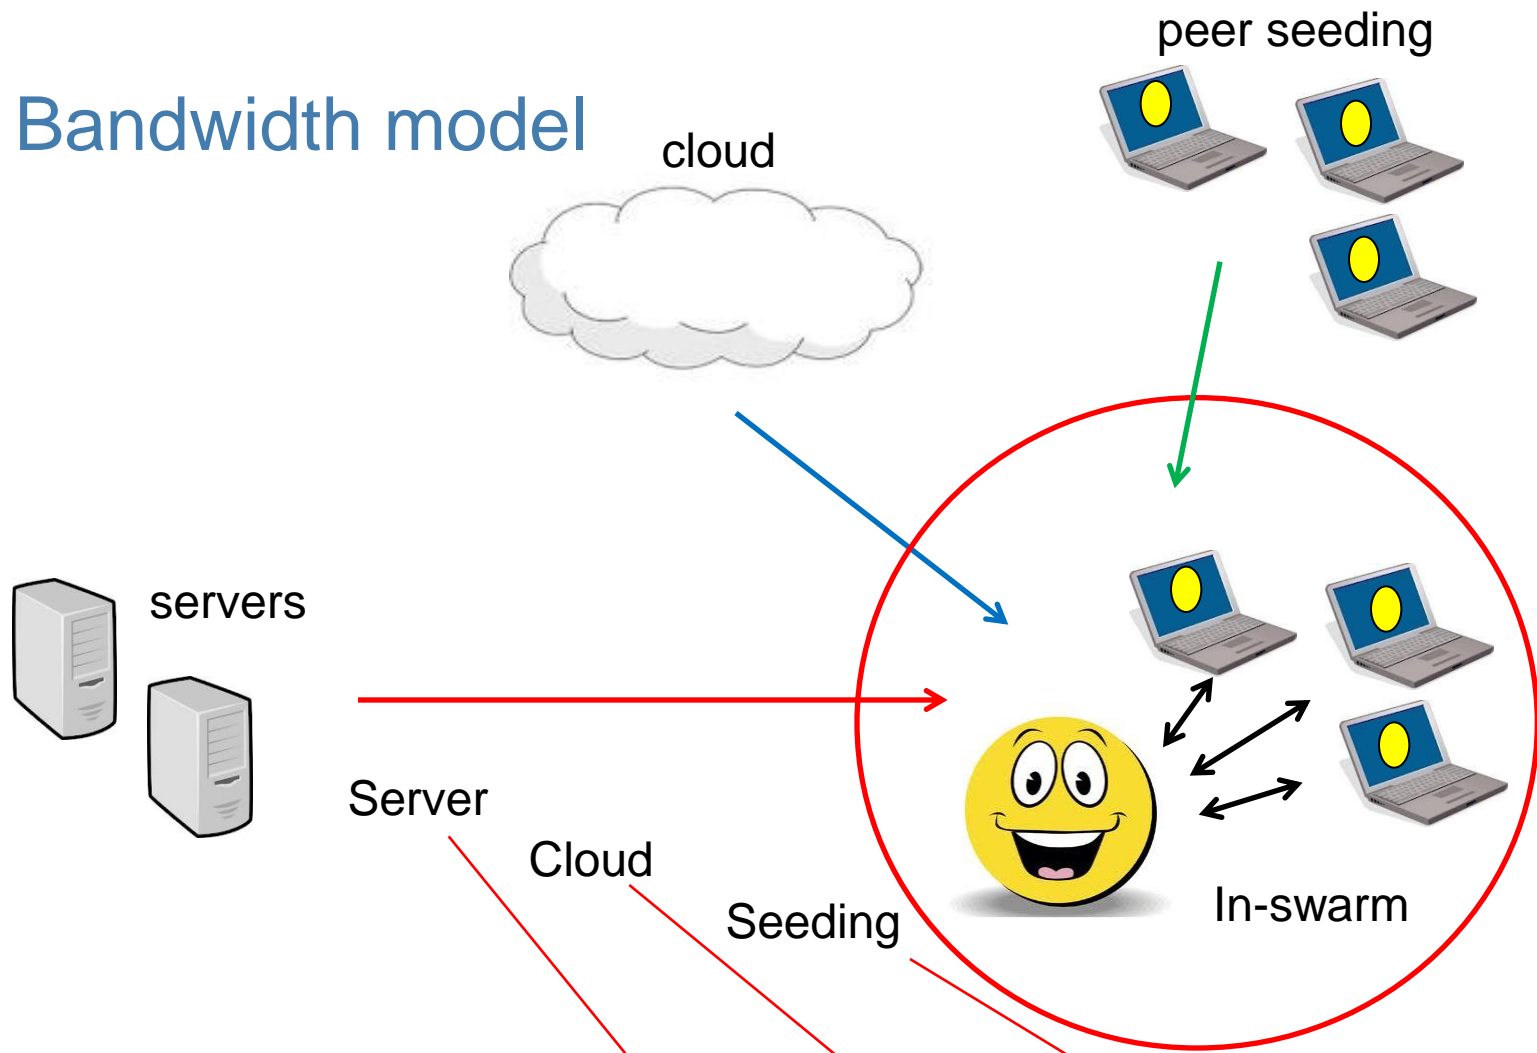 peer seeding
Bandwidth model
cloud
servers
Server
Cloud
Seeding
In-swarm